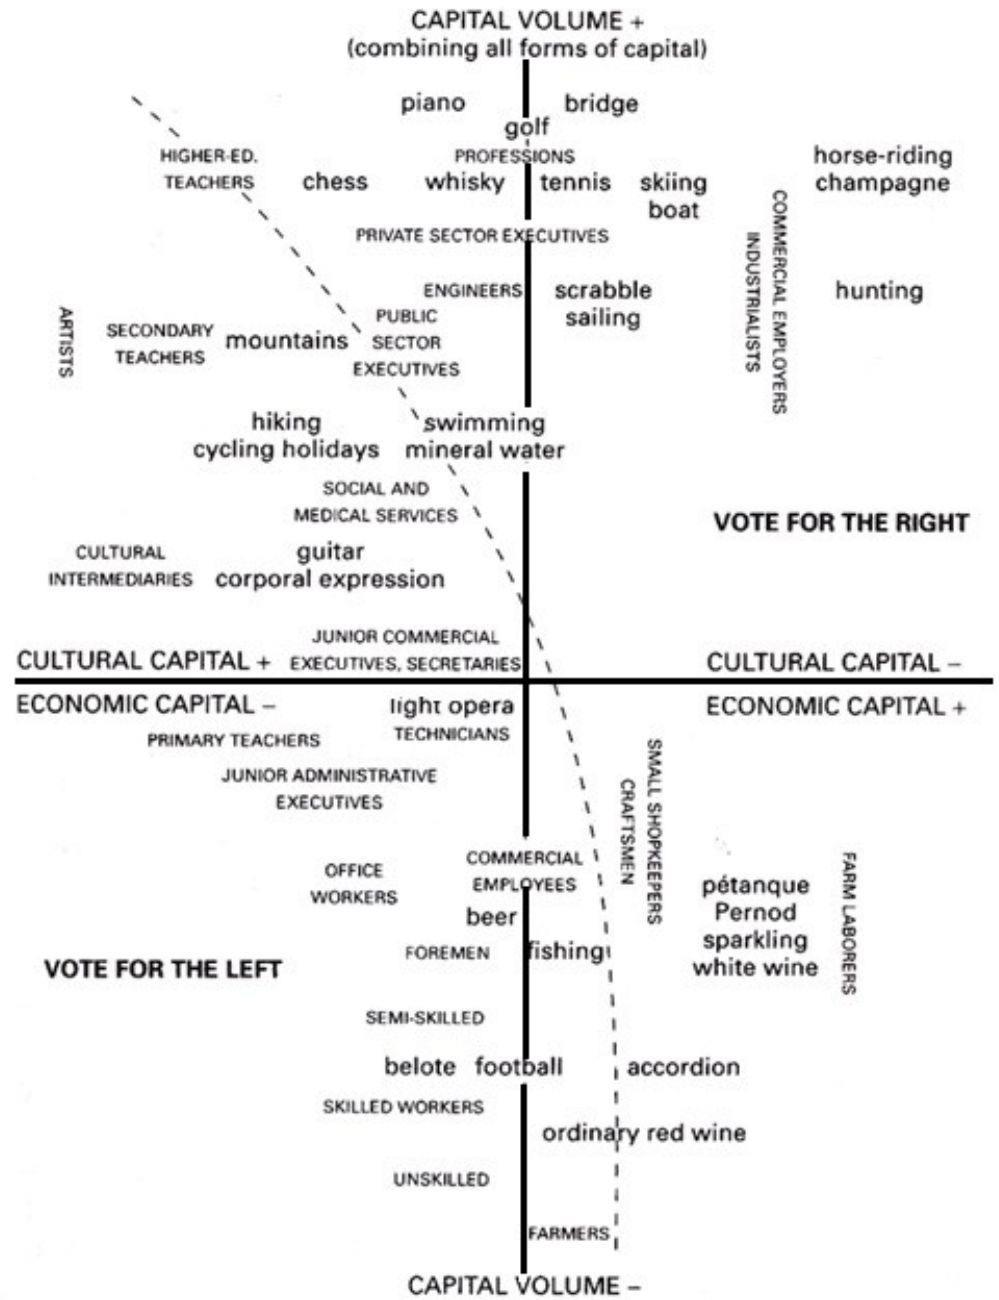 CAPITAL VOLUME +
(combining all forms of capital)
piano bridge
golf
HIGHER-ED. PROFESSIONS horse-riding
TEACHERS chess whisky tennis skiing champagne
boat
PRIVATE SECTOR EXECUTIVES
COMMERCIAL EMPLOYERS
INDUSTRIALISTS
ENGINEERS scrabble hunting
sailing
ARTISTS
PUBLIC
SECONDARY mountains SECTOR
TEACHERS EXECUTIVES
hiking swimming
cycling holidays mineral water
SOCIAL AND
MEDICAL SERVICES
VOTE FOR THE RIGHT
CULTURAL guitar
INTERMEDIARIES corporal expression
JUNIOR COMMERCIAL
CULTURAL CAPITAL + EXECUTIVES, SECRETARIES CULTURAL CAPITAL –
ECONOMIC CAPITAL – light opera ECONOMIC CAPITAL +
PRIMARY TEACHERS TECHNICIANS
JUNIOR ADMINISTRATIVE
EXECUTIVES
SMALL SHOPKEEPERS
CRAFTSMEN
OFFICE COMMERCIAL
WORKERS EMPLOYEES
pétanque
Pernod
sparkling
white wine
FARM LABORERS
beer
FOREMEN fishing
VOTE FOR THE LEFT
SEMI-SKILLED
belote football accordion
SKILLED WORKERS
ordinary red wine
UNSKILLED
FARMERS
CAPITAL VOLUME –